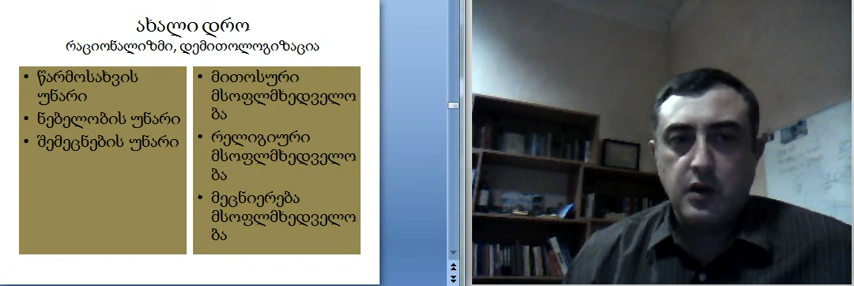 ახალი დრო
რაციონალიზმი, დემითოლოგიზაცია
• წარმოსახვის
უნარი
• ნებელობის უნარი
• შემეცნების უნარი
• მითოსური
მსოფლმხედველო
ბა
• რელიგიური
მსოფლმხედველო
ბა
• მეცნიერება
მსოფლმხედველო
ბა